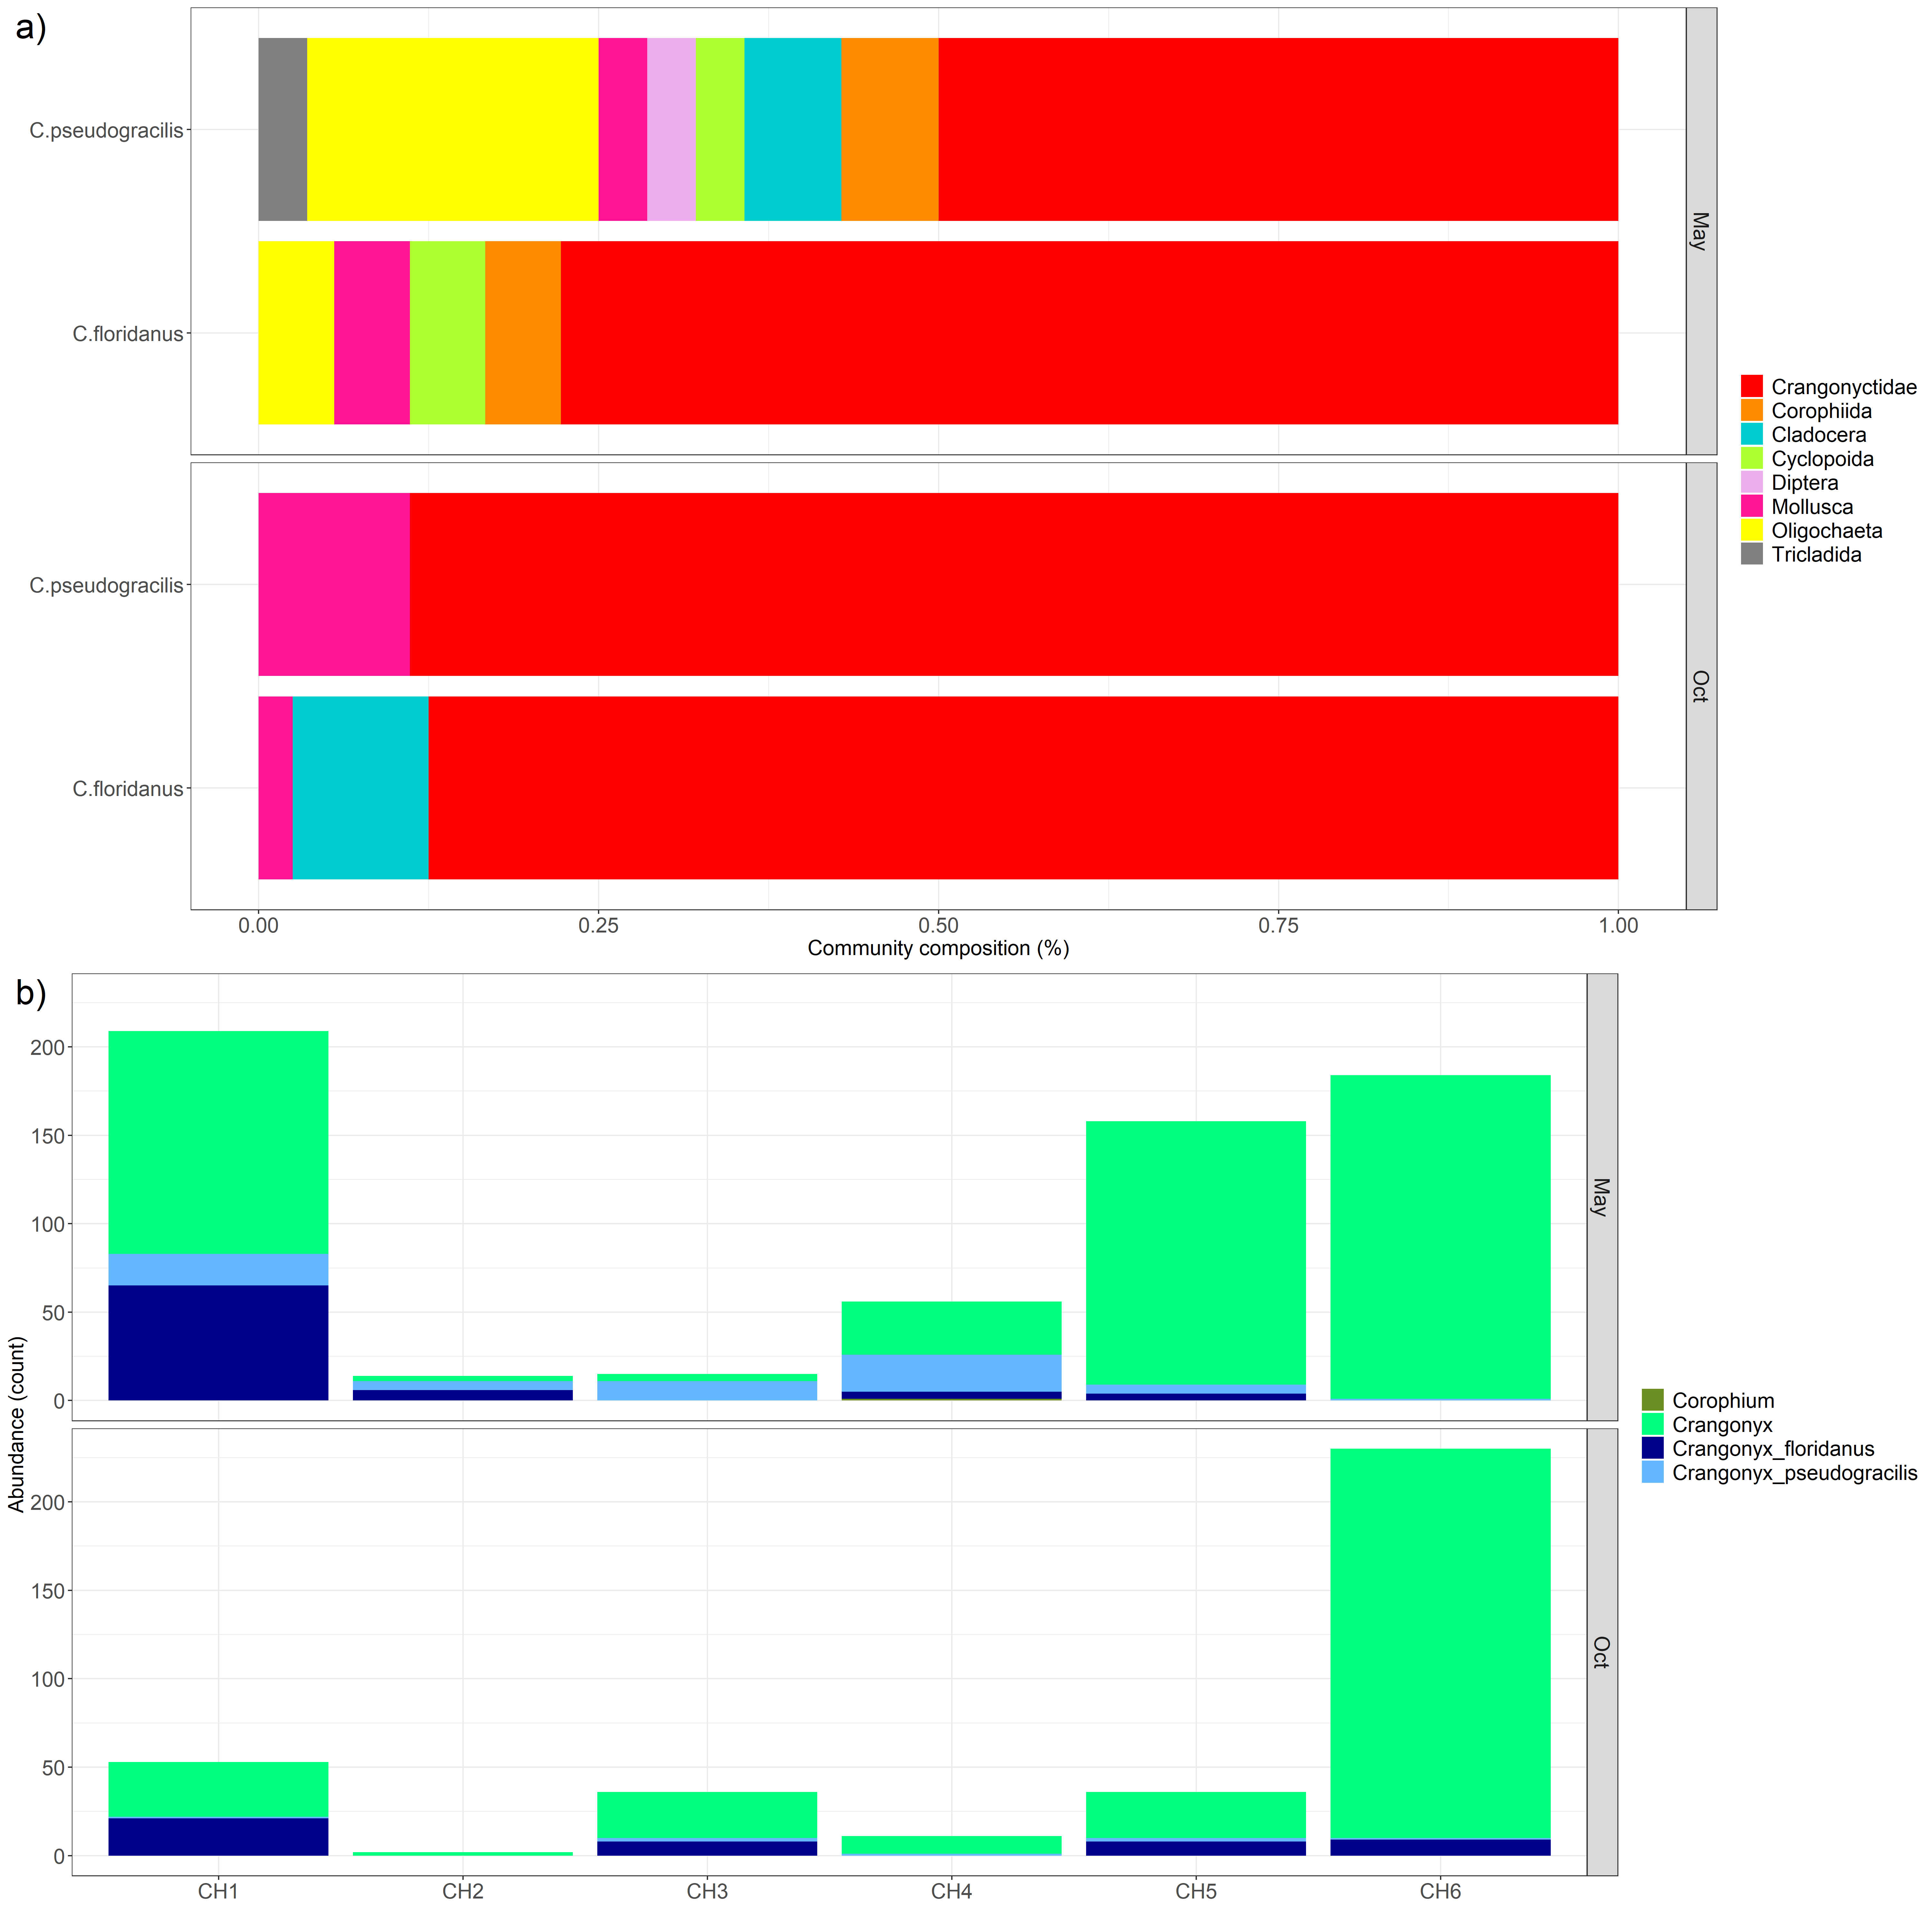 a)
C.pseudogracilis
C.floridanus
May
C.pseudogracilis
C.floridanus
Oct
0.00 0.25 0.50 0.75 1.00
Community composition (%)
Crangonyctidae
Corophiida
Cladocera
Cyclopoida
Diptera
Mollusca
Oligochaeta
Tricladida
b)
Abundance (count)
200
150
100
50
0
May
200
150
100
50
0
Oct
CH1 CH2 CH3 CH4 CH5 CH6
Corophium
Crangonyx
Crangonyx_floridanus
Crangonyx_pseudogracilis